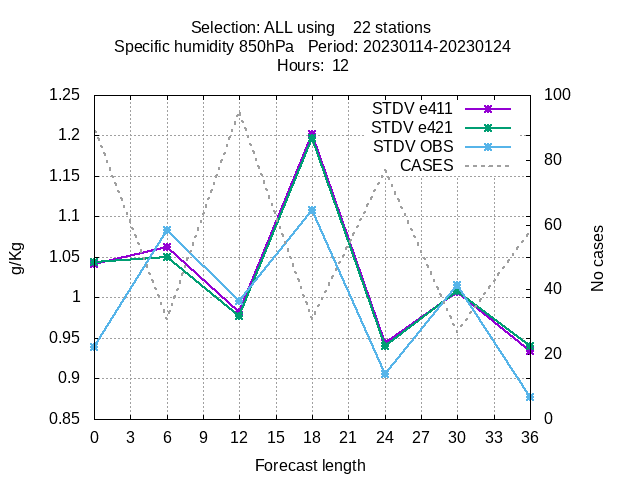 Selection: ALL using    22 stations
Specific humidity 850hPa   Period: 20230114-20230124
Hours:  12
1.25
1.2
1.15
1.1
1.05
1
0.95
0.9
0.85
g/Kg
STDV e411
STDV e421
STDV OBS
CASES
100
80
60
40
20
0
No cases
0 3 6 9 12 15 18 21 24 27 30 33 36
Forecast length